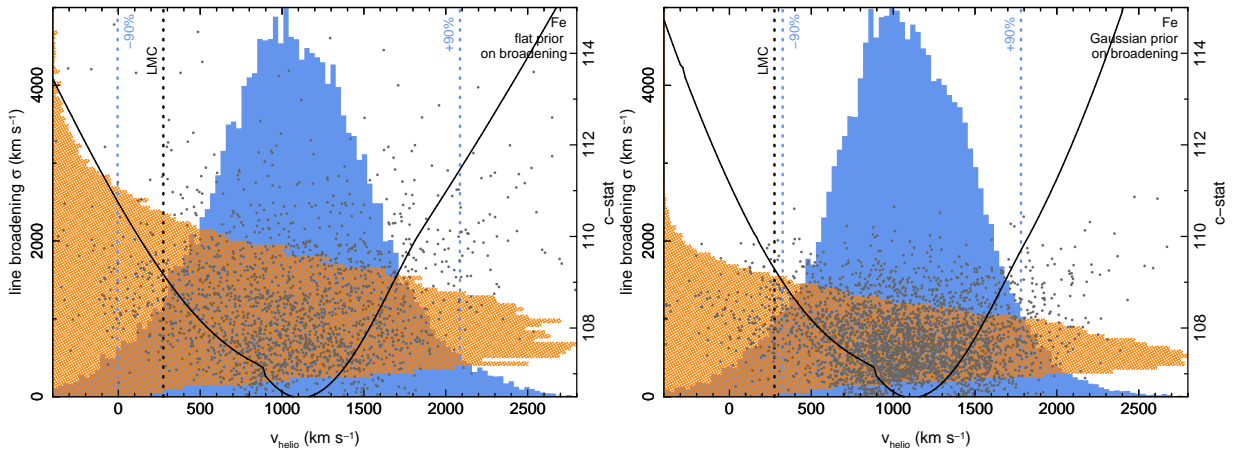 Fe
flat prior
on broadening
−90%
LMC
+90%
line broadening σ (km s⁻¹)
0
2000
4000
c−stat
108
110
112
114
0
500
1000
1500
2000
2500
v_helio (km s⁻¹)
Fe
Gaussian prior
on broadening
LMC
−90%
+90%
line broadening σ (km s⁻¹)
0
2000
4000
c−stat
108
110
112
114
0
500
1000
1500
2000
2500
v_helio (km s⁻¹)